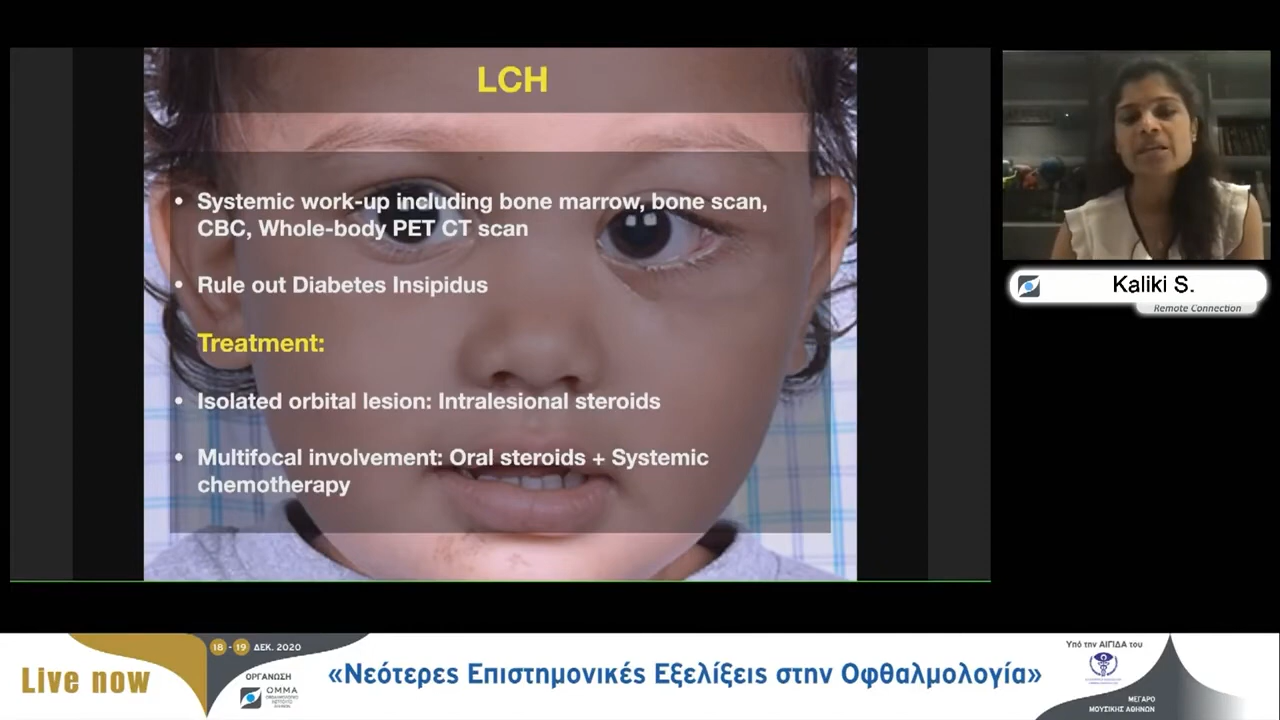 LCH
• Systemic work-up including bone marrow, bone scan,
CBC, Whole-body PET CT scan
• Rule out Diabetes Insipidus
Treatment:
• Isolated orbital lesion: Intralesional steroids
• Multifocal involvement: Oral steroids + Systemic
chemotherapy
Kaliki S.
Remote Connection
Live now
18 - 19 ΔΕΚ. 2020
ΟΡΓΑΝΩΣΗ
OMMA
«Νεότερες Επιστημονικές Εξελίξεις στην Οφθαλμολογία»
Υπό την ΑΙΓΙΔΑ του
ΜΕΓΑΡΟ
ΜΟΥΣΙΚΗΣ ΑΘΗΝΩΝ